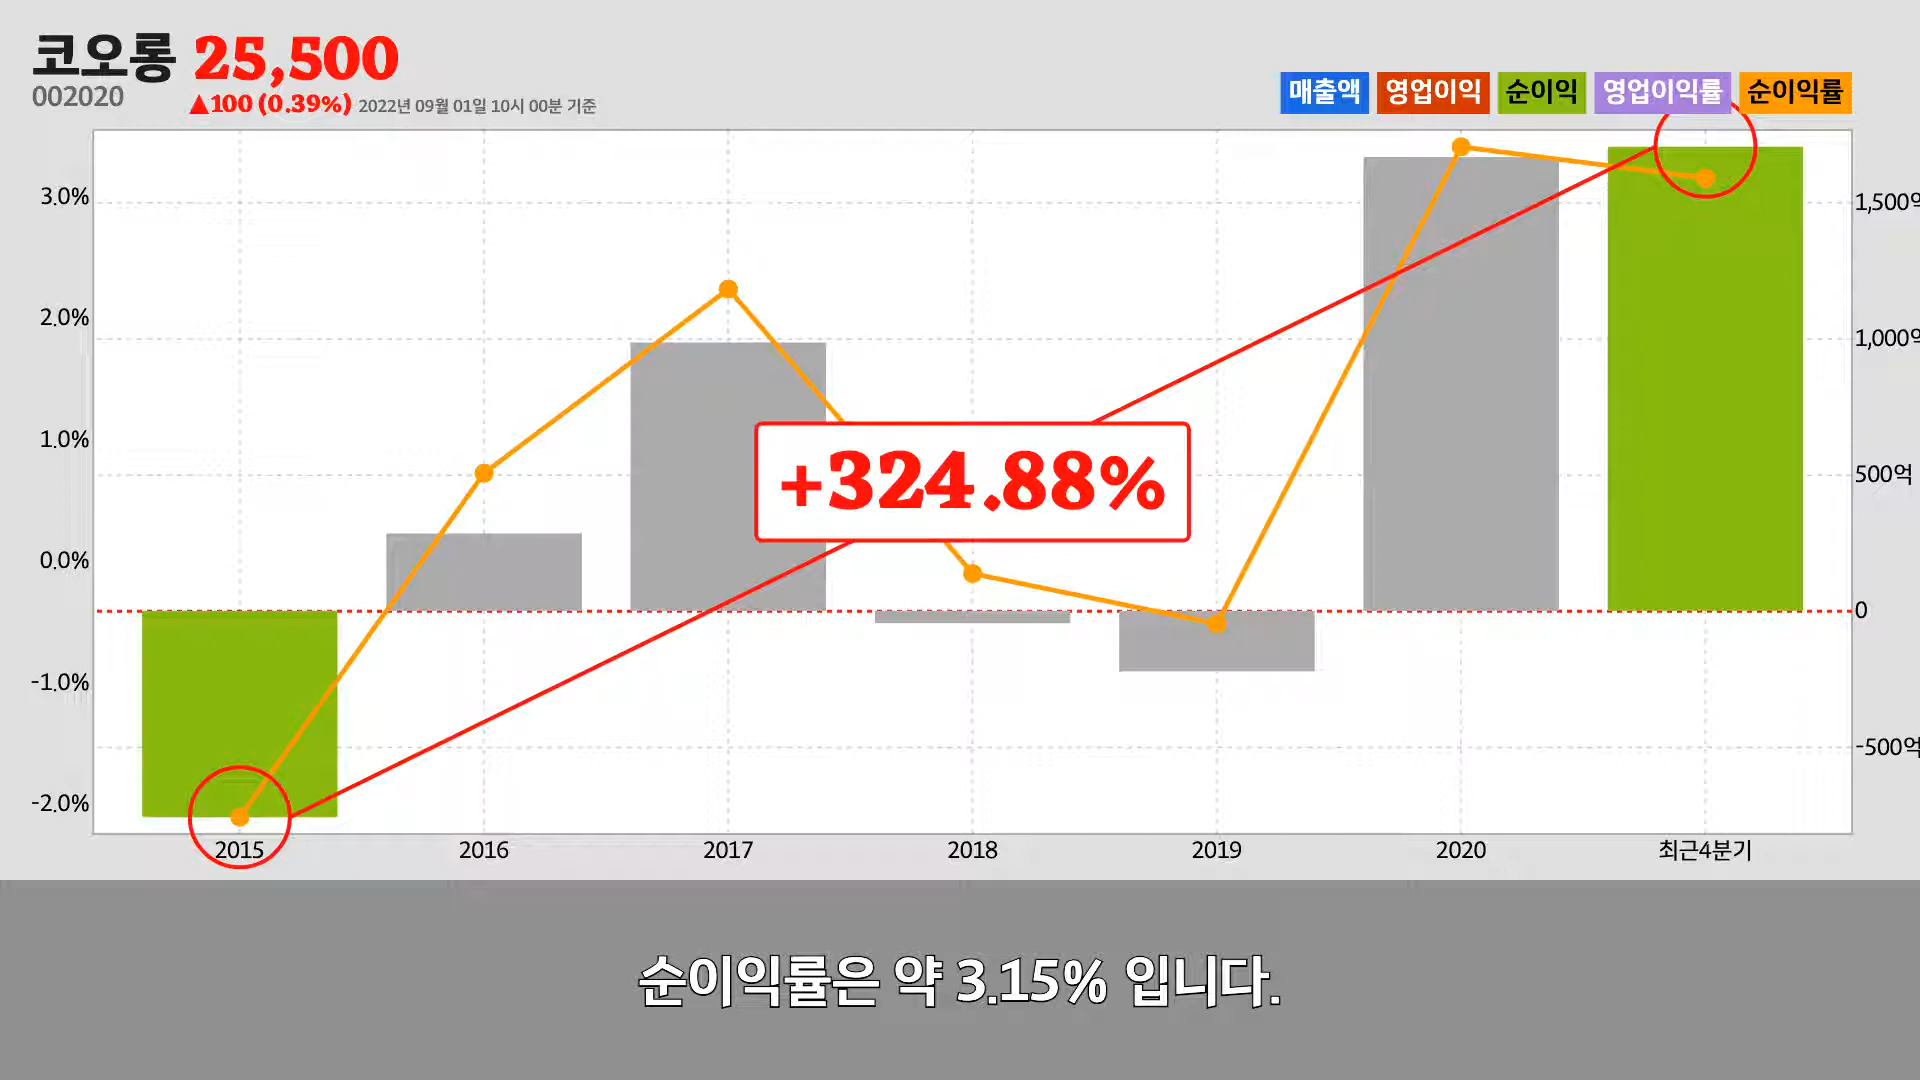 코오롱 25,500
002020
▲100 (0.39%) 2022년 09월 01일 10시 00분 기준
매출액 영업이익 순이익 영업이익률 순이익률
3.0%
2.0%
1.0%
0.0%
-1.0%
-2.0%
1,500억
1,000억
500억
0
-500억
+324.88%
2015 2016 2017 2018 2019 2020 최근4분기
순이익률은 약 3.15% 입니다.